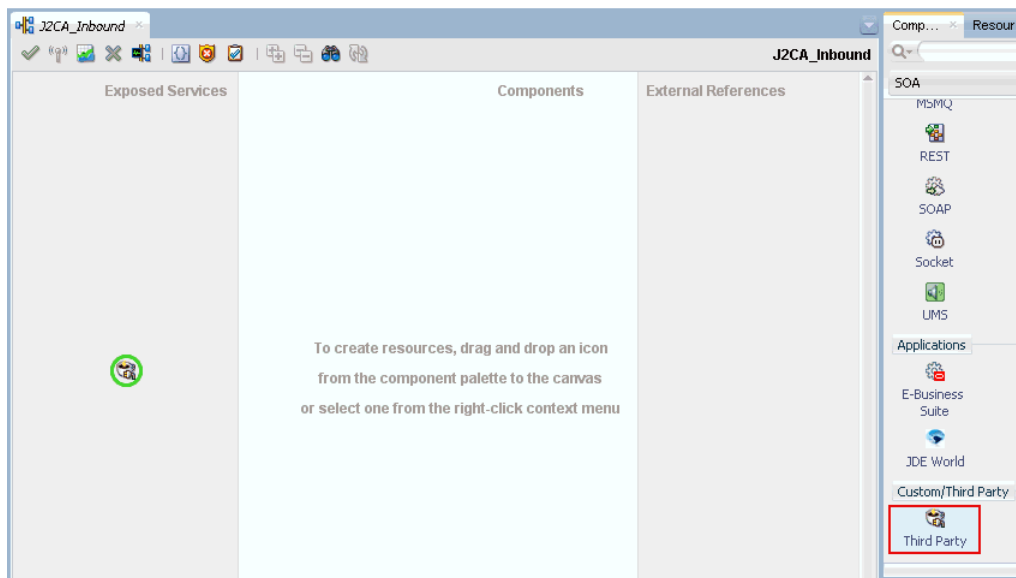 J2CA_Inbound
J2CA_Inbound
Exposed Services
Components
External References
To create resources, drag and drop an icon
from the component palette to the canvas
or select one from the right-click context menu
Comp...
Resour
SOA
MSMQ
REST
SOAP
Socket
UMS
Applications
E-Business
Suite
JDE World
Custom/Third Party
Third Party